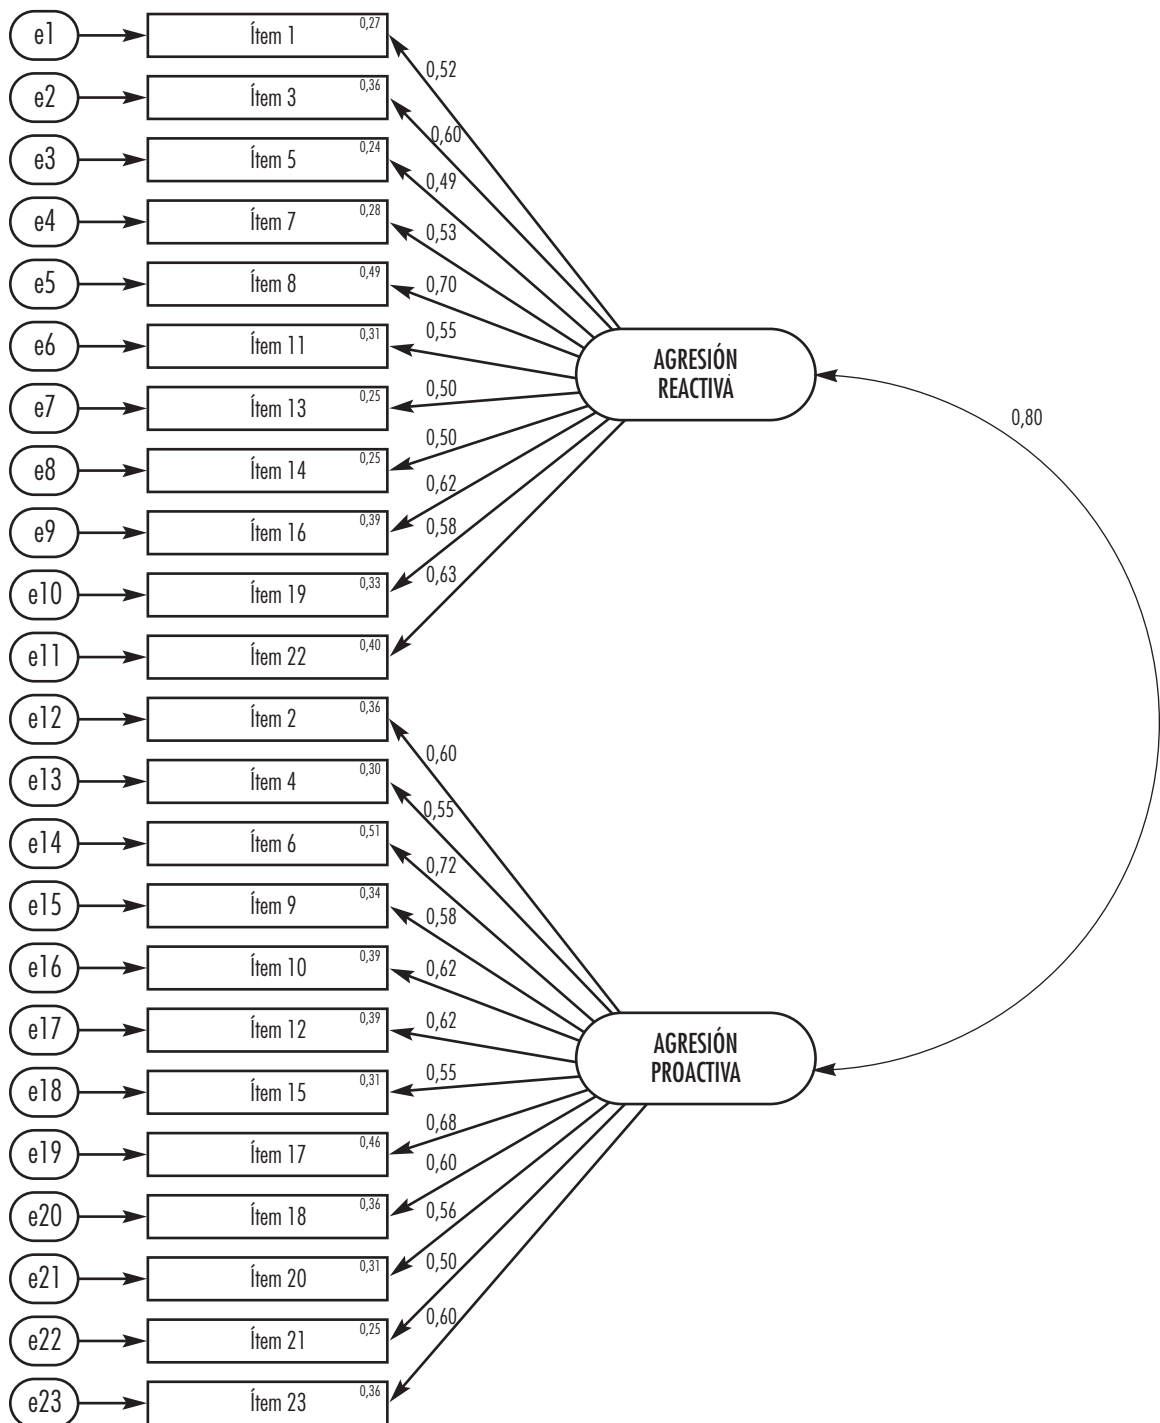 e1 Ítem 1 0,27
0,52
e2 Ítem 3 0,36
0,60
e3 Ítem 5 0,24
0,49
e4 Ítem 7 0,28
0,53
e5 Ítem 8 0,49
0,70
e6 Ítem 11 0,31
0,55
AGRESIÓN
REACTIVA
e7 Ítem 13 0,25
0,50
0,80
e8 Ítem 14 0,25
0,50
e9 Ítem 16 0,39
0,62
e10 Ítem 19 0,33
0,58
e11 Ítem 22 0,40
0,63
e12 Ítem 2 0,36
0,60
e13 Ítem 4 0,30
0,55
e14 Ítem 6 0,51
0,72
e15 Ítem 9 0,34
0,58
e16 Ítem 10 0,39
0,62
e17 Ítem 12 0,39
0,62
AGRESIÓN
PROACTIVA
e18 Ítem 15 0,31
0,55
e19 Ítem 17 0,46
0,68
e20 Ítem 18 0,36
0,60
e21 Ítem 20 0,31
0,56
e22 Ítem 21 0,25
0,50
e23 Ítem 23 0,36
0,60